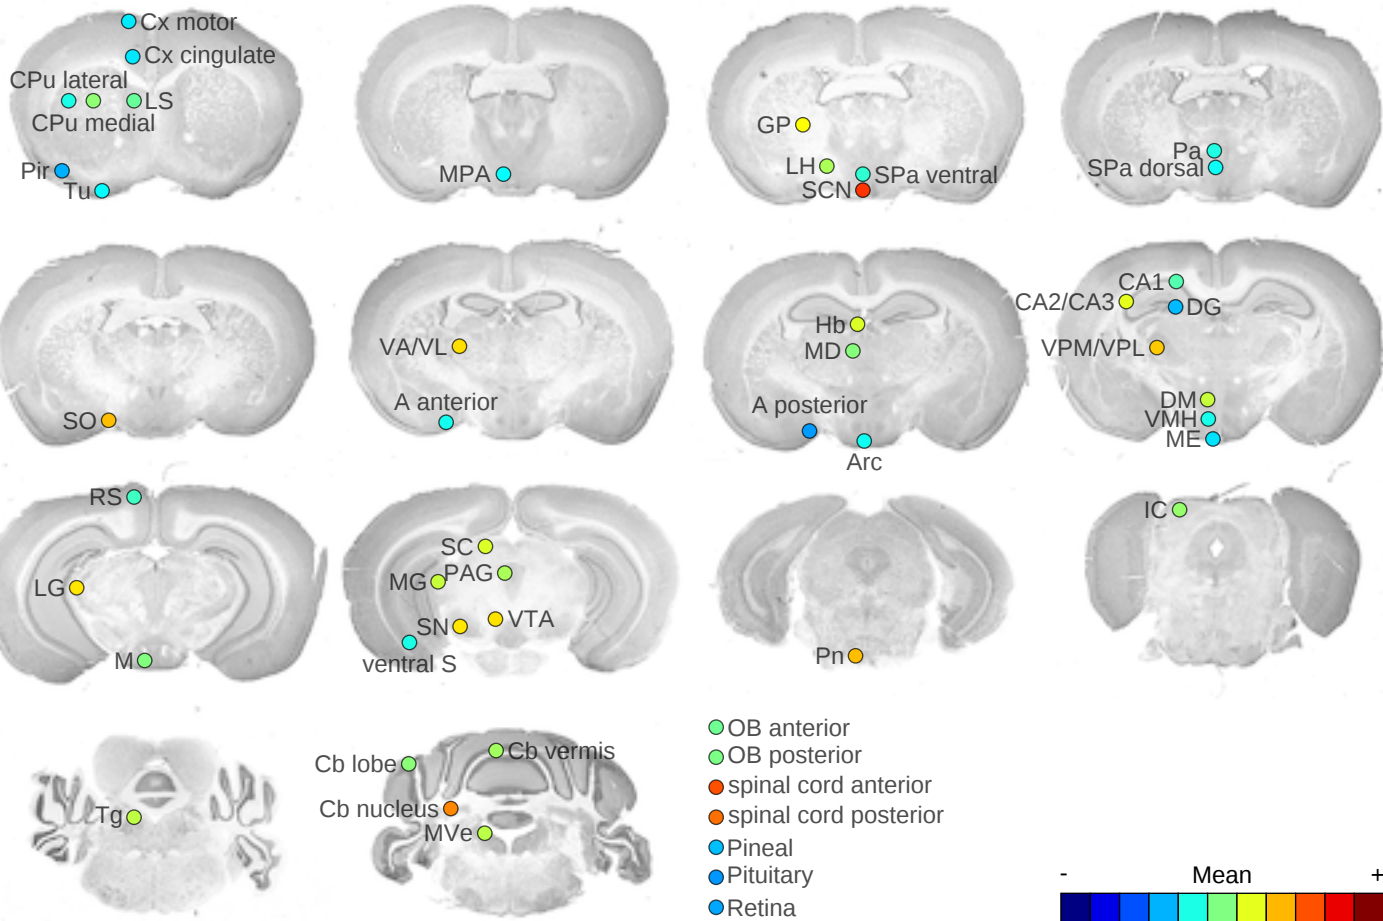 Cx motor
Cx cingulate
CPu lateral
LS
CPu medial
Pir
Tu
MPA
GP
LH
SPa ventral
SCN
Pa
SPa dorsal
SO
VA/VL
A anterior
Hb
MD
A posterior
Arc
CA1
CA2/CA3
DG
VPM/VPL
DM
VMH
ME
RS
LG
M
SC
MG
PAG
SN
VTA
ventral S
Pn
IC
Tg
Cb lobe
Cb vermis
Cb nucleus
MVe
OB anterior
OB posterior
spinal cord anterior
spinal cord posterior
Pineal
Pituitary
Retina
- Mean +